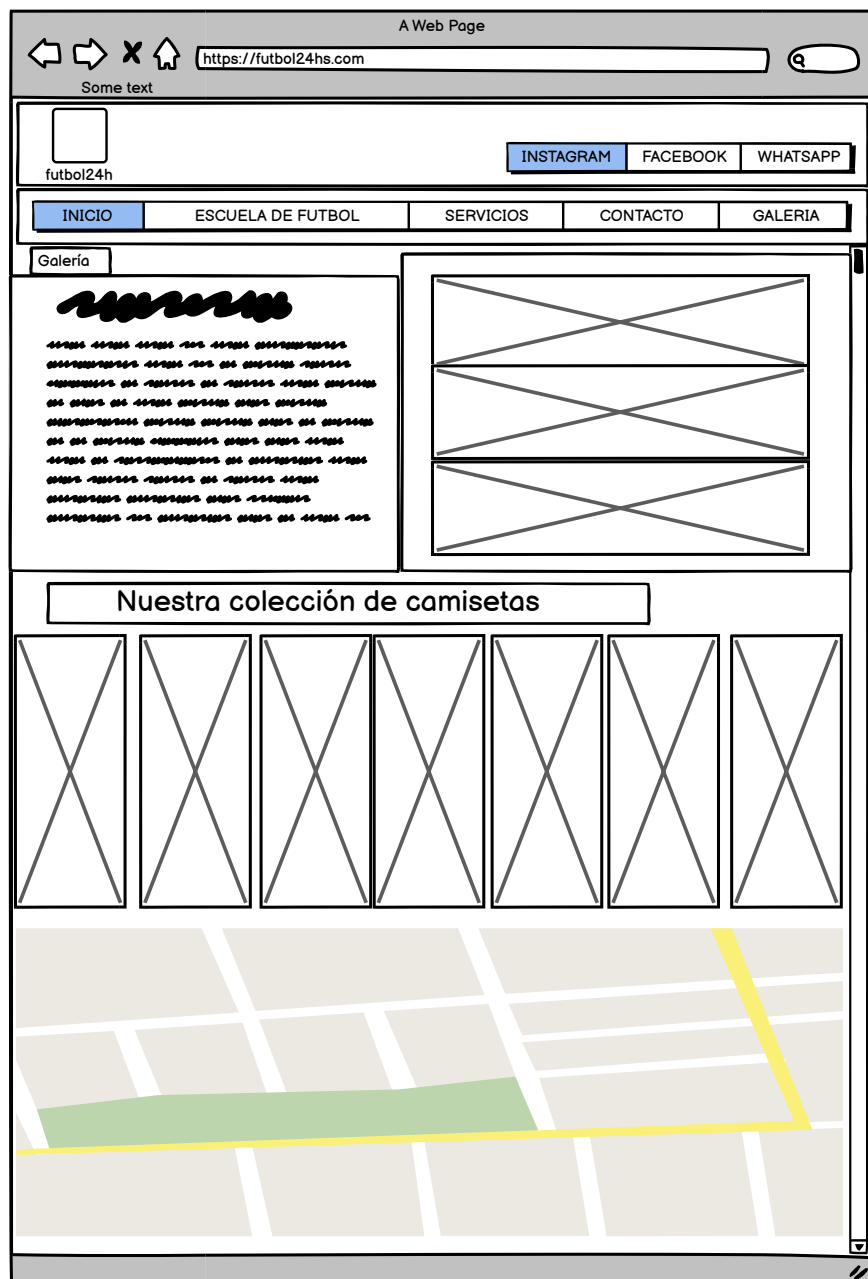 A Web Page
https://futbol24hs.com
Some text
futbol24h
INSTAGRAM FACEBOOK WHATSAPP
INICIO ESCUELA DE FUTBOL SERVICIOS CONTACTO GALERIA
Galería
Nuestra colección de camisetas